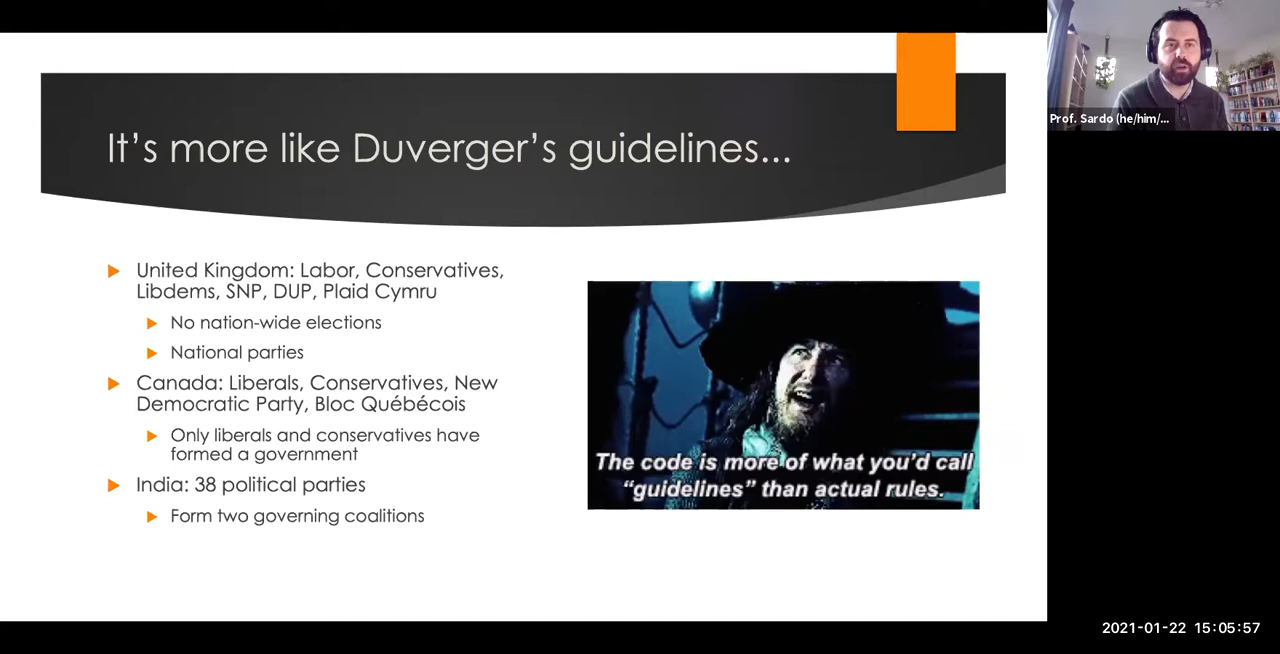 It's more like Duverger's guidelines...
United Kingdom: Labor, Conservatives,
Libdems, SNP, DUP, Plaid Cymru
No nation-wide elections
National parties
Canada: Liberals, Conservatives, New
Democratic Party, Bloc Québécois
Only liberals and conservatives have
formed a government
India: 38 political parties
Form two governing coalitions
The code is more of what you'd call
"guidelines" than actual rules.
Prof. Sardo (he/him/...
2021-01-22 15:05:57